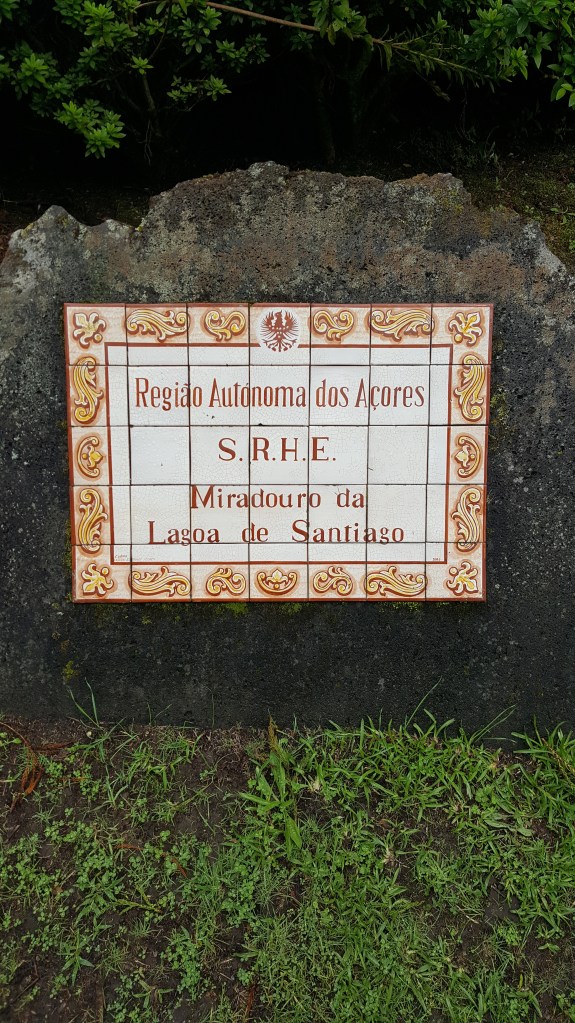 Região Autónoma dos Açores
S.R.H.E.
Miradouro da
Lagoa de Santiago